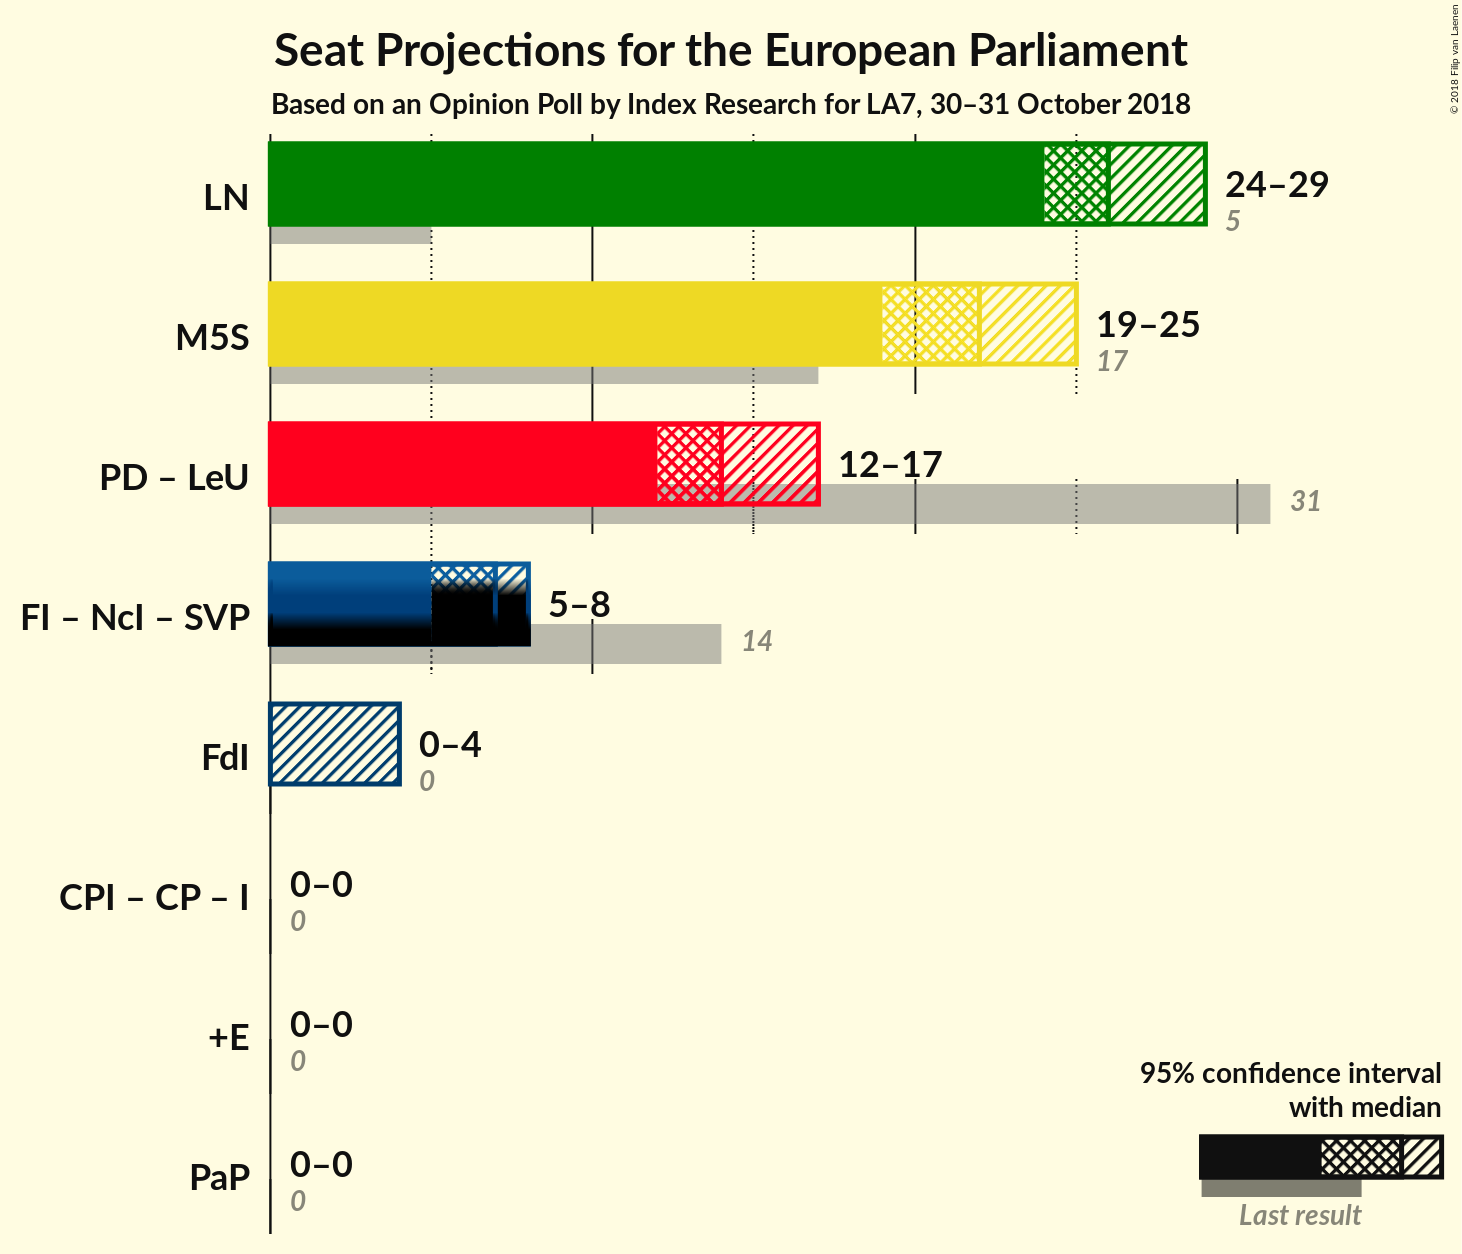 Seat Projections for the European Parliament
Based on an Opinion Poll by Index Research for LA7, 30–31 October 2018
© 2018 Filip van Laenen
LN
24–29
5
M5S
19–25
17
PD – LeU
12–17
31
FI – NcI – SVP
5–8
14
FdI
0–4
0
CPI – CP – I
0–0
0
+E
0–0
0
PaP
0–0
0
95% confidence interval
with median
Last result